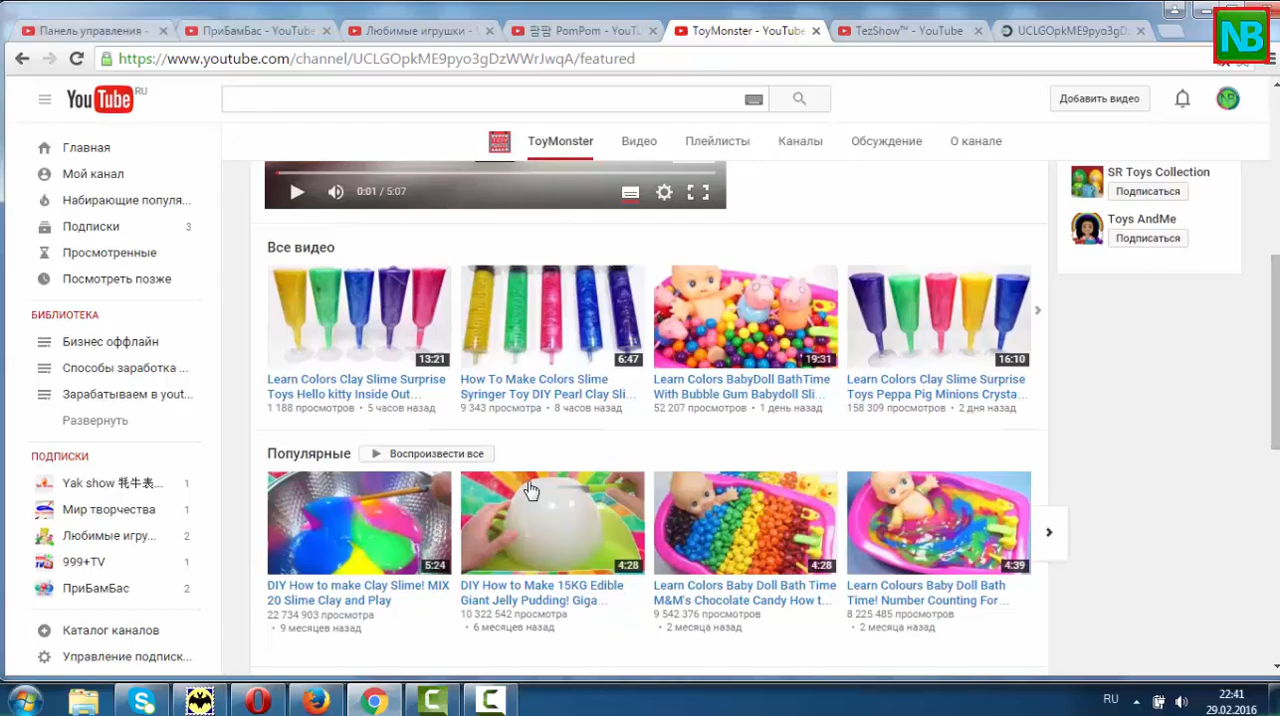 Панель управления -
ПриБамБас - YouTube
Любимые игрушки -
팜팜 PomPom - YouTu
ToyMonster - YouTube
TezShow™ - YouTube
UCLGOpkME9pyo3gDz
NB
https://www.youtube.com/channel/UCLGOpkME9pyo3gDzWWrJwqA/featured
YouTube RU
Добавить видео
ToyMonster
Видео
Плейлисты
Каналы
Обсуждение
О канале
Главная
Мой канал
Набирающие популя...
Подписки 3
Просмотренные
Посмотреть позже
БИБЛИОТЕКА
Бизнес оффлайн
Способы заработка ...
Зарабатываем в yout...
Развернуть
ПОДПИСКИ
Yak show 牦牛表... 1
Мир творчества 1
Любимые игру... 2
999+TV 1
ПриБамБас 2
Каталог каналов
Управление подписк...
0:01 / 5:07
Все видео
13:21
Learn Colors Clay Slime Surprise
Toys Hello kitty Inside Out...
1 188 просмотров • 5 часов назад
6:47
How To Make Colors Slime
Syringer Toy DIY Pearl Clay Sli...
9 343 просмотра • 8 часов назад
19:31
Learn Colors BabyDoll BathTime
With Bubble Gum Babydoll Sli...
52 207 просмотров • 1 день назад
16:10
Learn Colors Clay Slime Surprise
Toys Peppa Pig Minions Crysta...
158 309 просмотров • 2 дня назад
Популярные
Воспроизвести все
5:24
DIY How to make Clay Slime! MIX
20 Slime Clay and Play
22 734 903 просмотра
• 9 месяцев назад
4:28
DIY How to Make 15KG Edible
Giant Jelly Pudding! Giga...
10 322 542 просмотра
• 6 месяцев назад
4:28
Learn Colors Baby Doll Bath Time
M&M's Chocolate Candy How t...
9 542 376 просмотров
• 2 месяца назад
4:39
Learn Colours Baby Doll Bath
Time! Number Counting For...
8 225 485 просмотров
• 2 месяца назад
SR Toys Collection
Подписаться
Toys AndMe
Подписаться
RU
22:41
29.02.2016